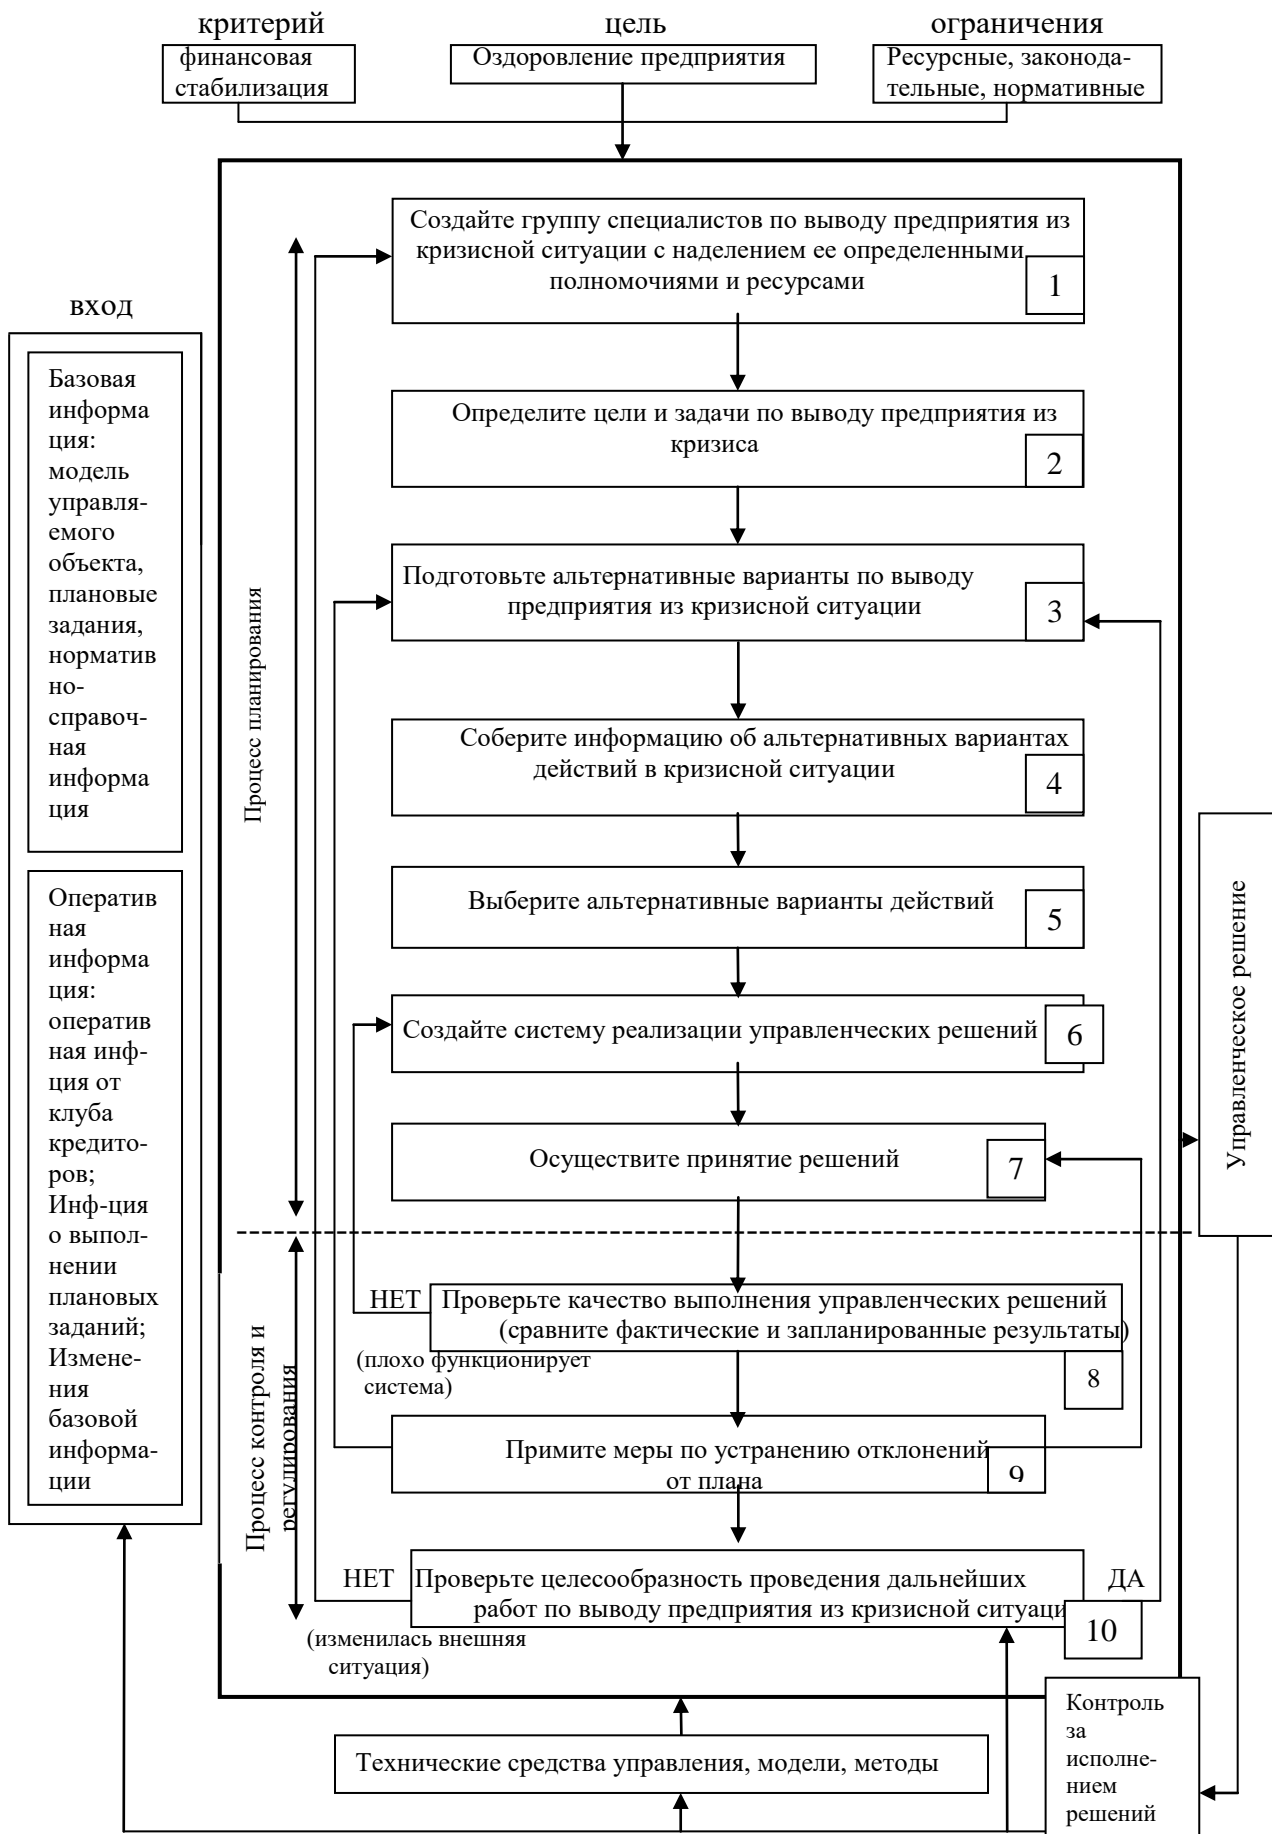 критерий
цель
ограничения
финансовая
стабилизация
Оздоровление предприятия
Ресурсные, законода-
тельные, нормативные
Создайте группу специалистов по выводу предприятия из
кризисной ситуации с наделением ее определенными
полномочиями и ресурсами
1
вход
Базовая
информа
ция:
модель
управля-
емого
объекта,
плановые
задания,
норматив
но-
справоч-
ная
информа
ция
Оператив
ная
информа
ция:
оператив
ная инф-
ция от
клуба
кредито-
ров;
Инф-ция
о выпол-
нении
плановых
заданий;
Измене-
ния
базовой
информа-
ции
Процесс планирования
Определите цели и задачи по выводу предприятия из
кризиса
2
Подготовьте альтернативные варианты по выводу
предприятия из кризисной ситуации
3
Соберите информацию об альтернативных вариантах
действий в кризисной ситуации
4
Выберите альтернативные варианты действий
5
Создайте систему реализации управленческих решений
6
Осуществите принятие решений
7
Управленческое решение
Процесс контроля и
регулирования
НЕТ
Проверьте качество выполнения управленческих решений
(сравните фактические и запланированные результаты)
8
(плохо функционирует
система)
Примите меры по устранению отклонений
от плана
9
НЕТ
Проверьте целесообразность проведения дальнейших
работ по выводу предприятия из кризисной ситуаци
10
ДА
(изменилась внешняя
ситуация)
Технические средства управления, модели, методы
Контроль
за
исполне-
нием
решений